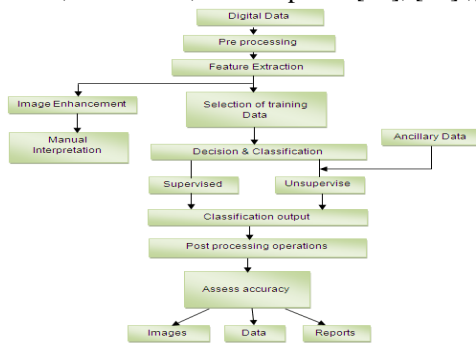 Digital Data
Pre processing
Feature Extraction
Image Enhancement
Selection of training
Data
Manual
Interpretation
Ancillary Data
Decision & Classification
Supervised
Unsupervise
Classification output
Post processing operations
Assess accuracy
Images
Data
Reports